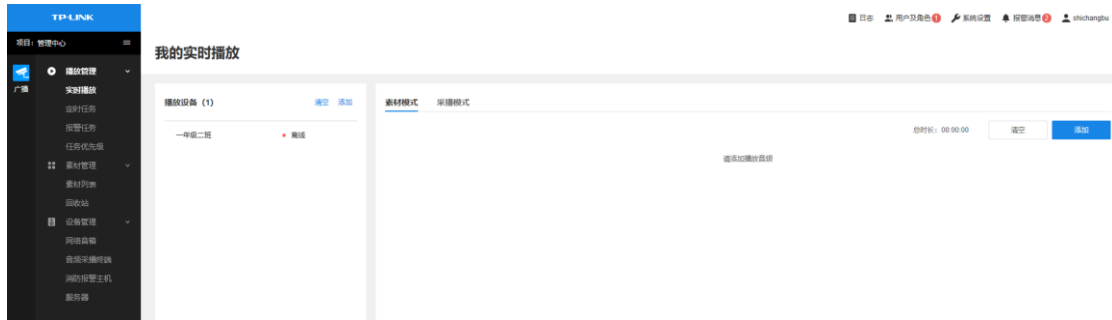 TP-LINK
日志 用户及角色 1 系统设置 报警消息 2 shichangbu
项目: 管理中心
我的实时播放
广播
播放管理
实时播放
定时任务
报警任务
任务优先级
素材管理
素材列表
回收站
设备管理
网络音箱
音频采播终端
消防报警主机
服务器
播放设备 (1) 清空 添加
一年级二班 离线
素材模式 采播模式
总时长: 00:00:00 清空 添加
请添加播放音频